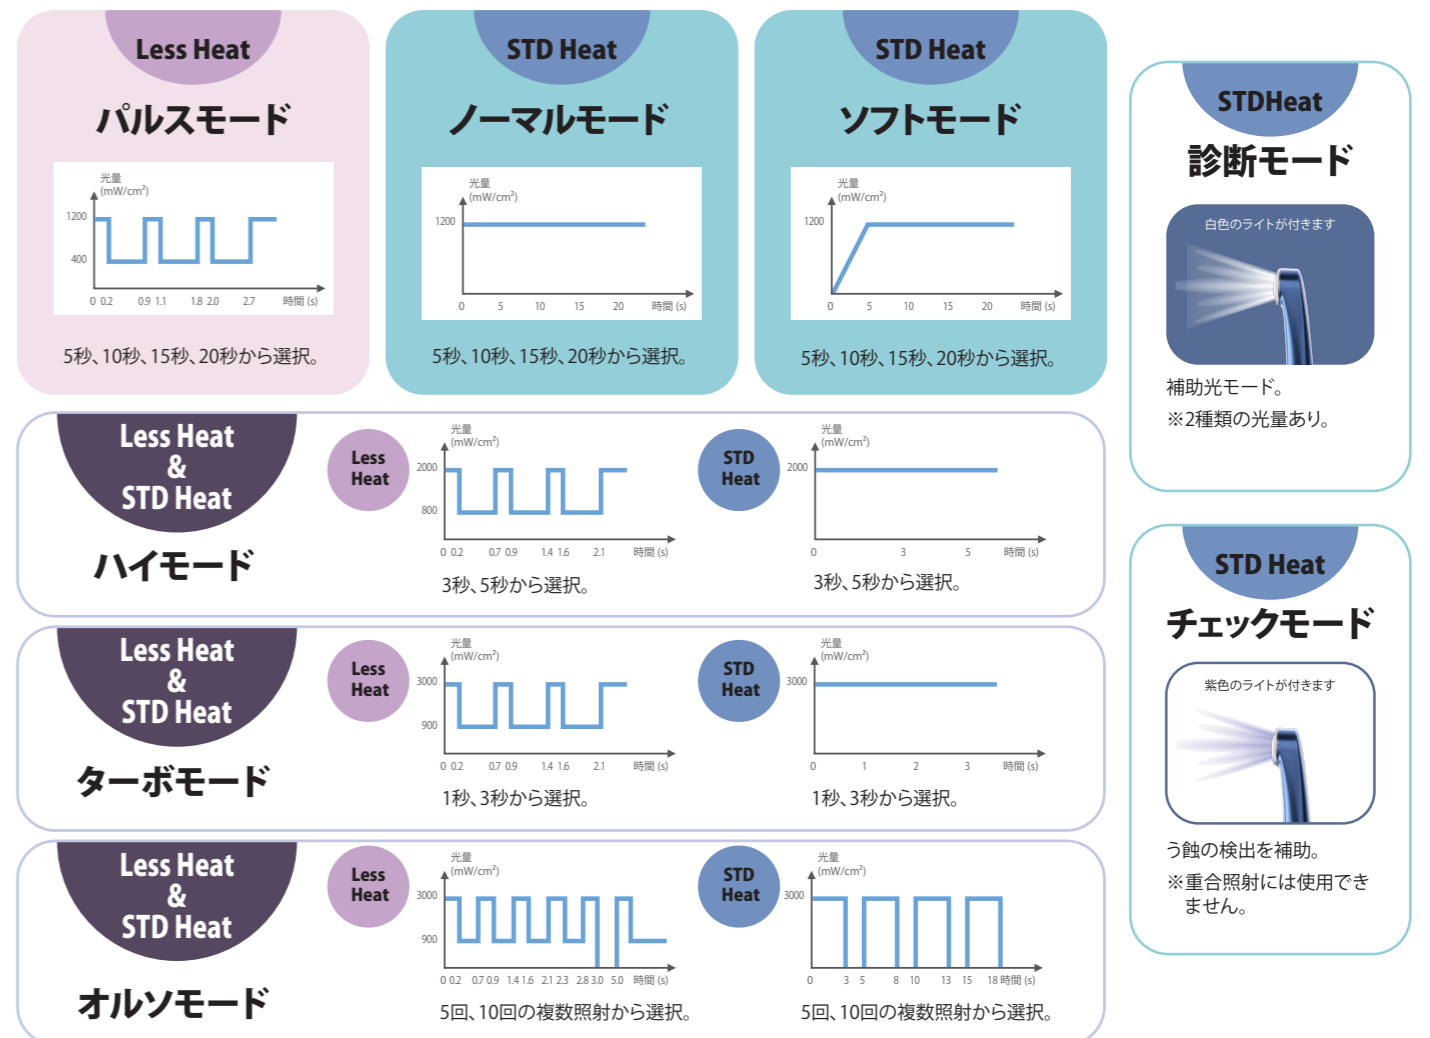 Less Heat
パルスモード
光量
(mW/cm²)
1200
400
0 0.2 0.9 1.1 1.8 2.0 2.7 時間 (s)
5秒、10秒、15秒、20秒から選択。
STD Heat
ノーマルモード
光量
(mW/cm²)
1200
0 5 10 15 20 時間 (s)
5秒、10秒、15秒、20秒から選択。
STD Heat
ソフトモード
光量
(mW/cm²)
1200
0 5 10 15 20 時間 (s)
5秒、10秒、15秒、20秒から選択。
STDHeat
診断モード
白色のライトが付きます
補助光モード。
※2種類の光量あり。
Less Heat
&
STD Heat
ハイモード
Less
Heat
光量
(mW/cm²)
2000
800
0 0.2 0.7 0.9 1.4 1.6 2.1 時間 (s)
3秒、5秒から選択。
STD
Heat
光量
(mW/cm²)
2000
0 3 5 時間 (s)
3秒、5秒から選択。
Less Heat
&
STD Heat
ターボモード
Less
Heat
光量
(mW/cm²)
3000
900
0 0.2 0.7 0.9 1.4 1.6 2.1 時間 (s)
1秒、3秒から選択。
STD
Heat
光量
(mW/cm²)
3000
0 1 2 3 時間 (s)
1秒、3秒から選択。
STD Heat
チェックモード
紫色のライトが付きます
う蝕の検出を補助。
※重合照射には使用でき
ません。
Less Heat
&
STD Heat
オルソモード
Less
Heat
光量
(mW/cm²)
3000
900
0 0.2 0.7 0.9 1.4 1.6 2.1 2.3 2.8 3.0 5.0 時間 (s)
5回、10回の複数照射から選択。
STD
Heat
光量
(mW/cm²)
3000
0 3 5 8 10 13 15 18 時間 (s)
5回、10回の複数照射から選択。